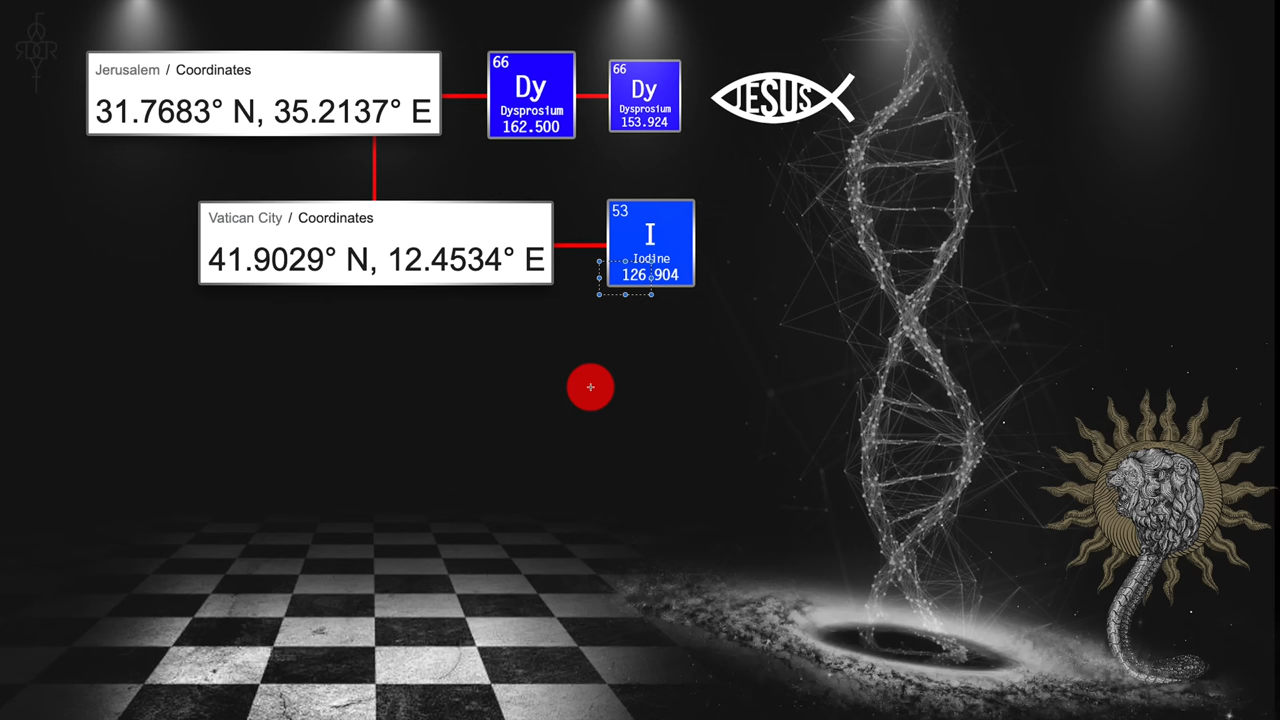 Jerusalem / Coordinates
31.7683° N, 35.2137° E
66
Dy
Dysprosium
162.500
66
Dy
Dysprosium
153.924
JESUS
Vatican City / Coordinates
41.9029° N, 12.4534° E
53
I
Iodine
126.904